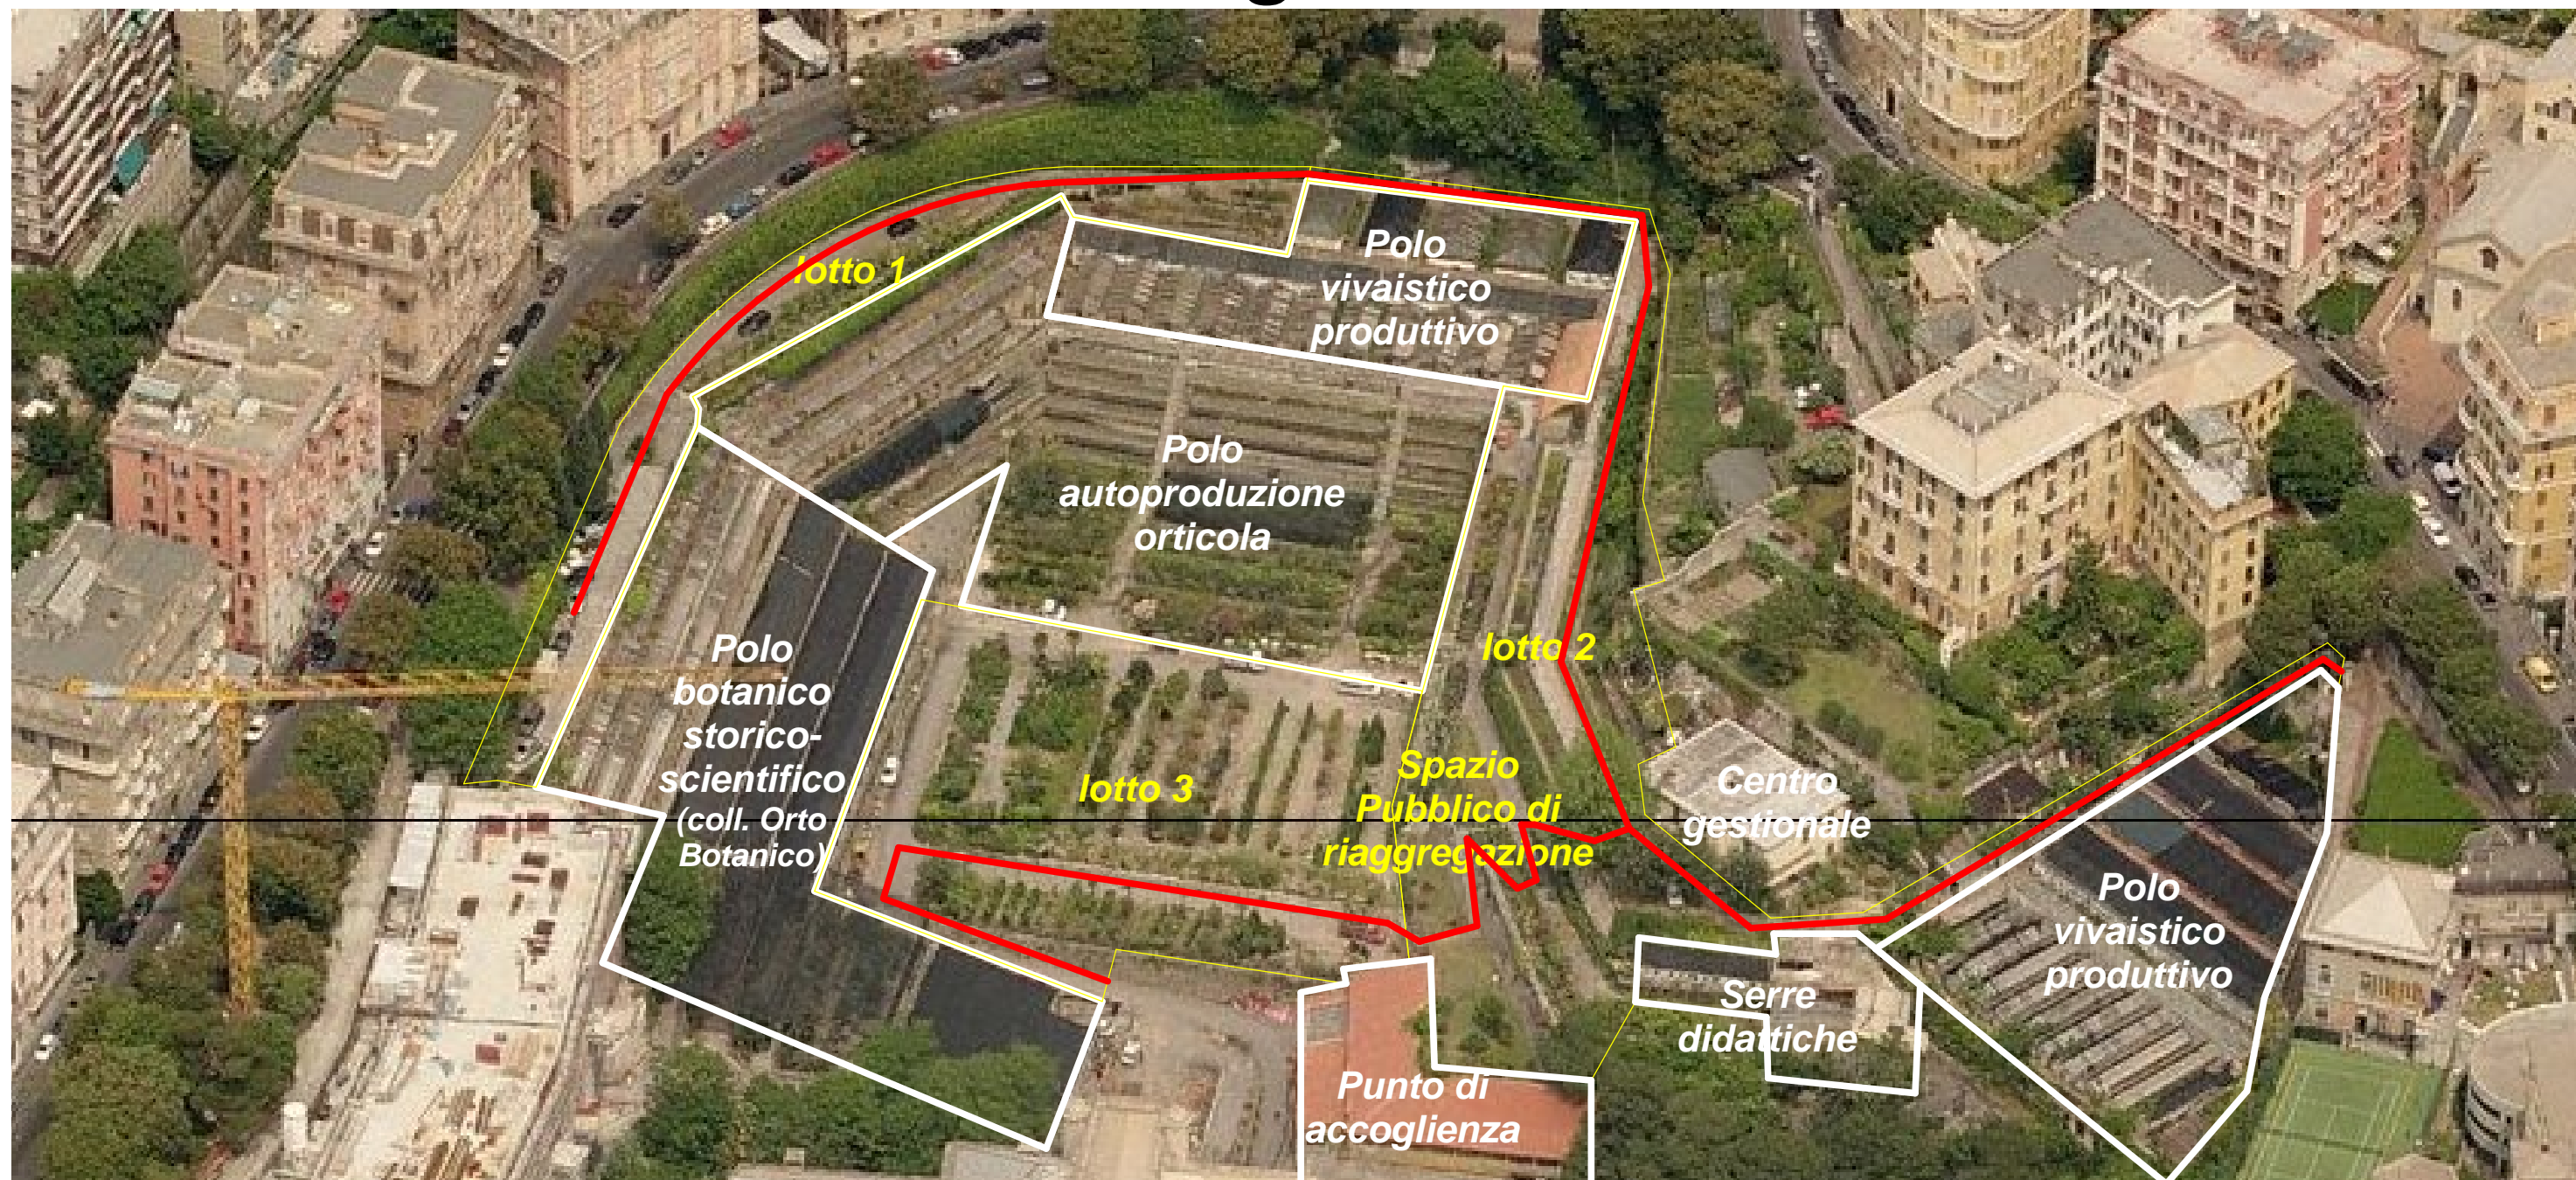 lotto 1
Polo
vivaistico
produttivo
Polo
autoproduzione
orticola
lotto 2
Polo
botanico
storico-
scientifico
(coll. Orto
Botanico)
lotto 3
Spazio
Pubblico di
riaggregazione
Centro
gestionale
Polo
vivaistico
produttivo
Serre
didattiche
Punto di
accoglienza